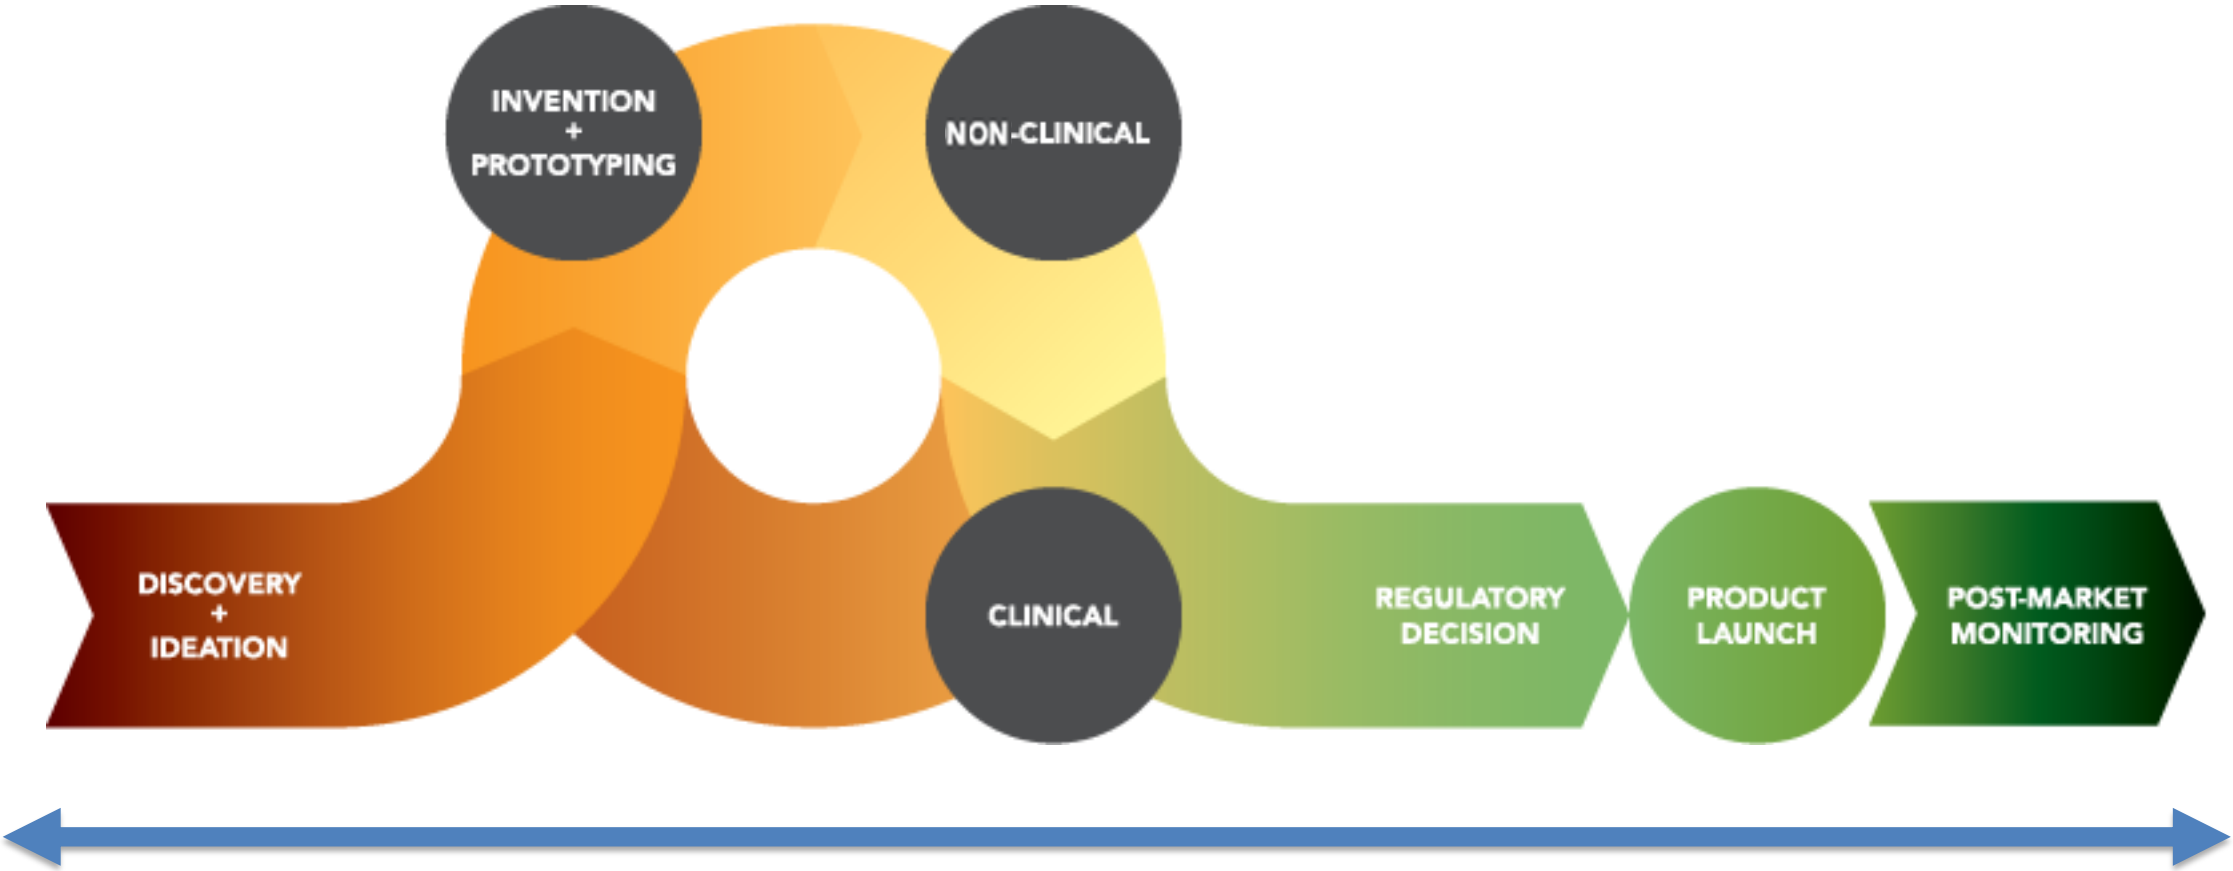 INVENTION
+
PROTOTYPING
NON-CLINICAL
DISCOVERY
+
IDEATION
CLINICAL
REGULATORY
DECISION
PRODUCT
LAUNCH
POST-MARKET
MONITORING